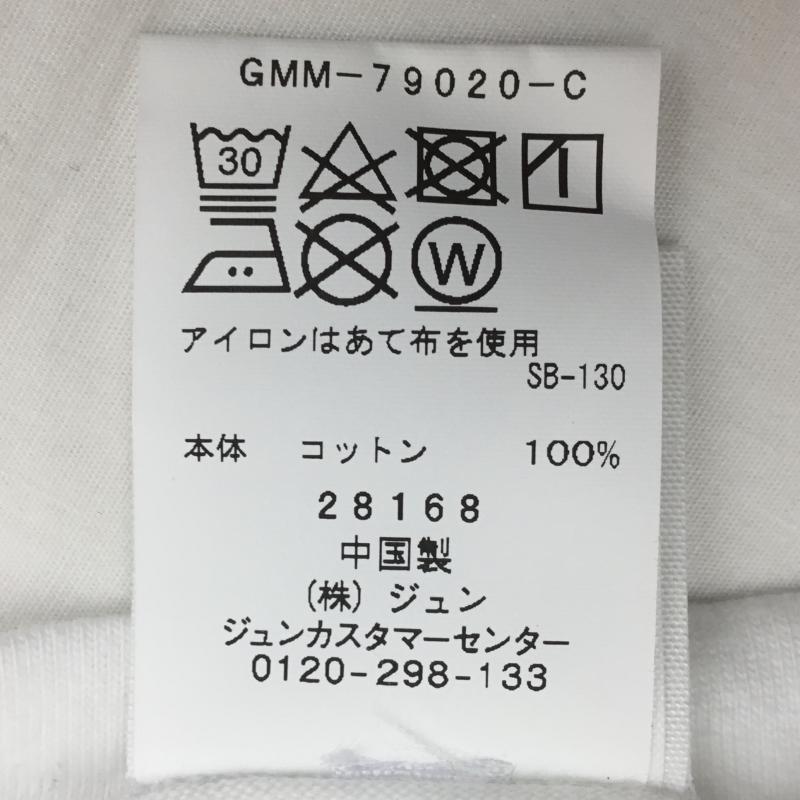 GMM-79020-C
30
W
アイロンはあて布を使用
SB-130
本体 コットン 100%
28168
中国製
(株) ジュン
ジュンカスタマーセンター
0120-298-133